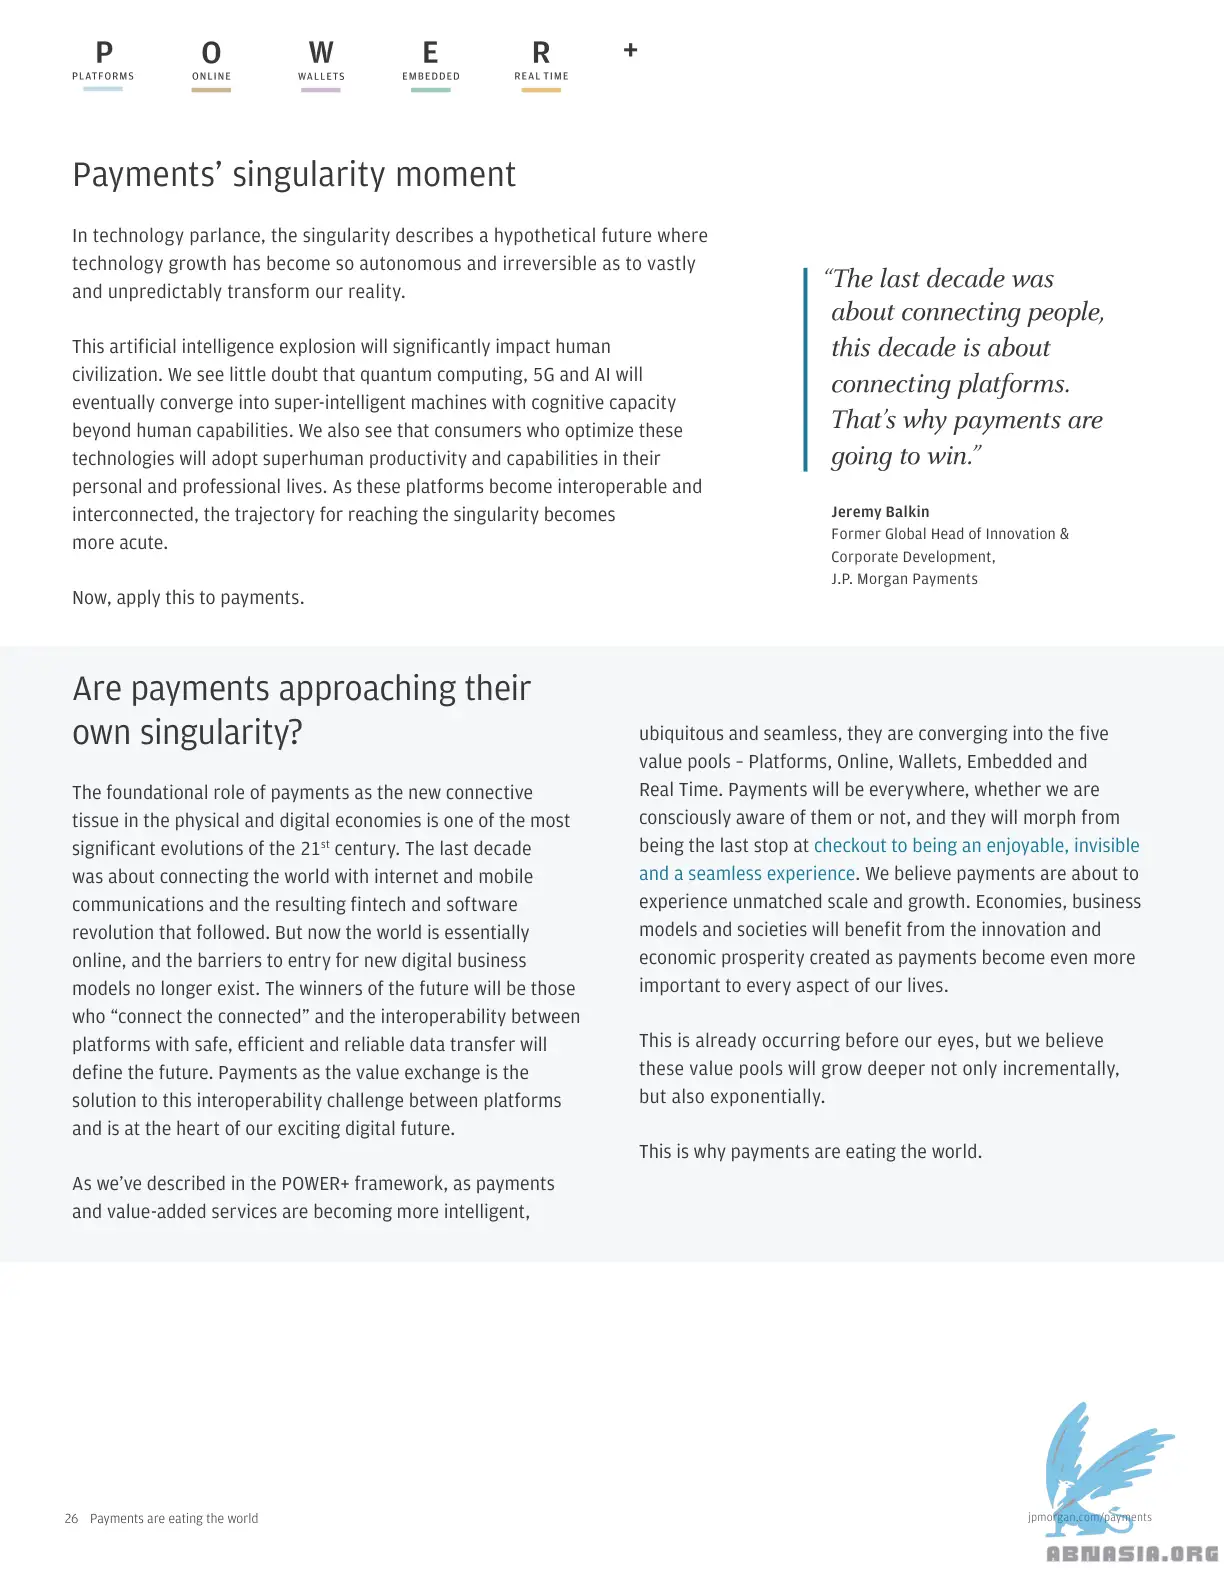 P O W E R +
PLATFORMS ONLINE WALLETS EMBEDDED REAL TIME
Payments’ singularity moment
In technology parlance, the singularity describes a hypothetical future where
technology growth has become so autonomous and irreversible as to vastly
and unpredictably transform our reality.
This artificial intelligence explosion will significantly impact human
civilization. We see little doubt that quantum computing, 5G and AI will
eventually converge into super-intelligent machines with cognitive capacity
beyond human capabilities. We also see that consumers who optimize these
technologies will adopt superhuman productivity and capabilities in their
personal and professional lives. As these platforms become interoperable and
interconnected, the trajectory for reaching the singularity becomes
more acute.
Now, apply this to payments.
“The last decade was
about connecting people,
this decade is about
connecting platforms.
That’s why payments are
going to win.”
Jeremy Balkin
Former Global Head of Innovation &
Corporate Development,
J.P. Morgan Payments
Are payments approaching their
own singularity?
The foundational role of payments as the new connective
tissue in the physical and digital economies is one of the most
significant evolutions of the 21st century. The last decade
was about connecting the world with internet and mobile
communications and the resulting fintech and software
revolution that followed. But now the world is essentially
online, and the barriers to entry for new digital business
models no longer exist. The winners of the future will be those
who “connect the connected” and the interoperability between
platforms with safe, efficient and reliable data transfer will
define the future. Payments as the value exchange is the
solution to this interoperability challenge between platforms
and is at the heart of our exciting digital future.
As we’ve described in the POWER+ framework, as payments
and value-added services are becoming more intelligent,
ubiquitous and seamless, they are converging into the five
value pools – Platforms, Online, Wallets, Embedded and
Real Time. Payments will be everywhere, whether we are
consciously aware of them or not, and they will morph from
being the last stop at checkout to being an enjoyable, invisible
and a seamless experience. We believe payments are about to
experience unmatched scale and growth. Economies, business
models and societies will benefit from the innovation and
economic prosperity created as payments become even more
important to every aspect of our lives.
This is already occurring before our eyes, but we believe
these value pools will grow deeper not only incrementally,
but also exponentially.
This is why payments are eating the world.
26 Payments are eating the world
jpmorgan.com/payments
ABNASIA.ORG